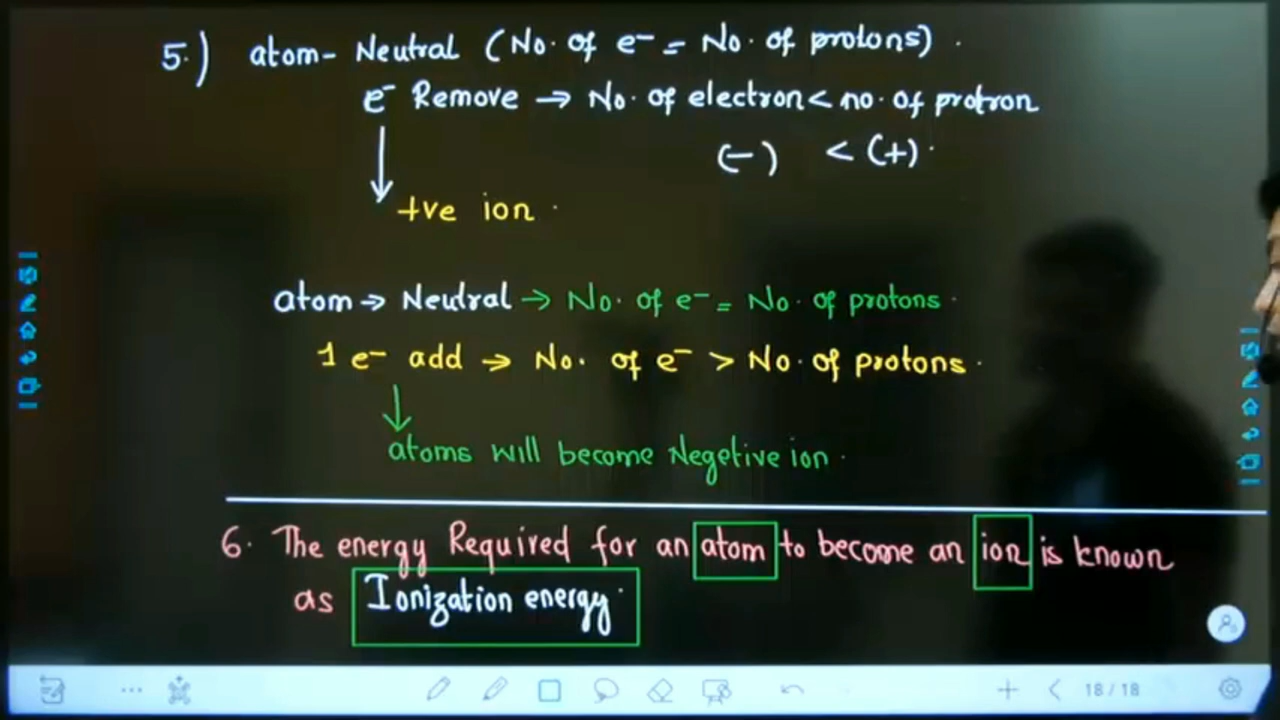 5.) atom- Neutral (No. of e⁻ = No. of protons) .
e⁻ Remove → No. of electron < no. of protron
(-) < (+) .
+ve ion .
atom → Neutral → No. of e⁻ = No. of protons .
1 e⁻ add → No. of e⁻ > No. of protons .
atoms will become Negetive ion .
6. The energy Required for an atom to become an ion is known
as Ionization energy.
18 / 18